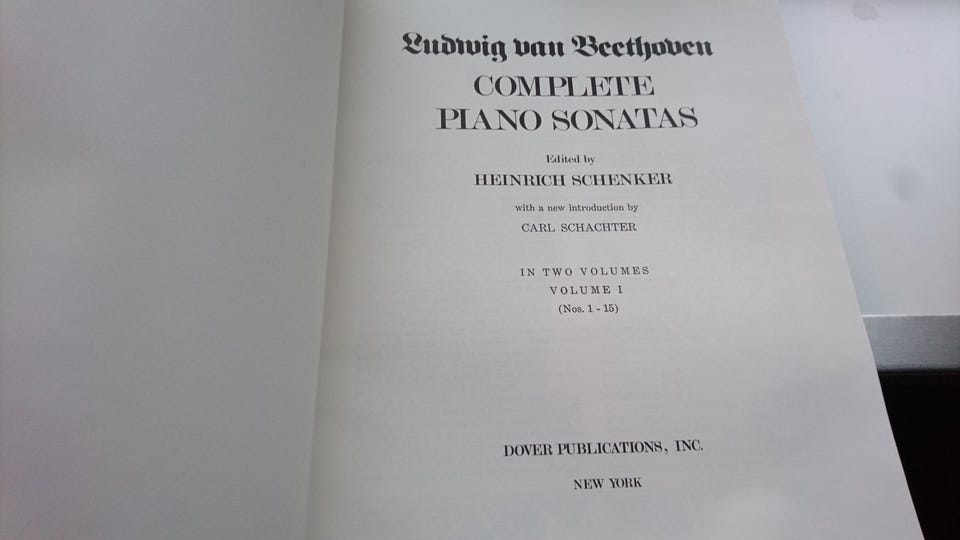 Ludwig van Beethoven
COMPLETE
PIANO SONATAS
Edited by
HEINRICH SCHENKER
with a new introduction by
CARL SCHACHTER
IN TWO VOLUMES
VOLUME I
(Nos. 1 - 15)
DOVER PUBLICATIONS, INC.
NEW YORK